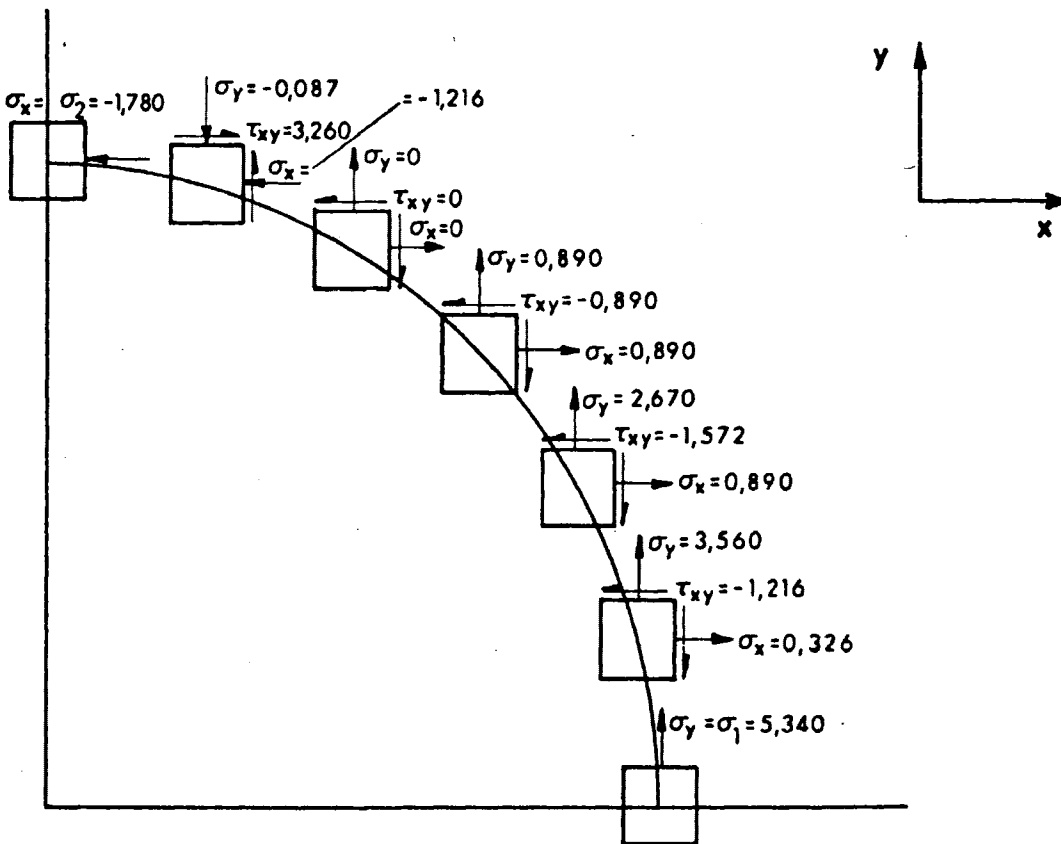 σx= σ2=-1,780
σy=-0,087
=-1,216
τxy=3,260
σx=
σy=0
τxy=0
σx=0
σy=0,890
τxy=-0,890
σx=0,890
σy=2,670
τxy=-1,572
σx=0,890
σy=3,560
τxy=-1,216
σx=0,326
σy=σ1=5,340
y
x